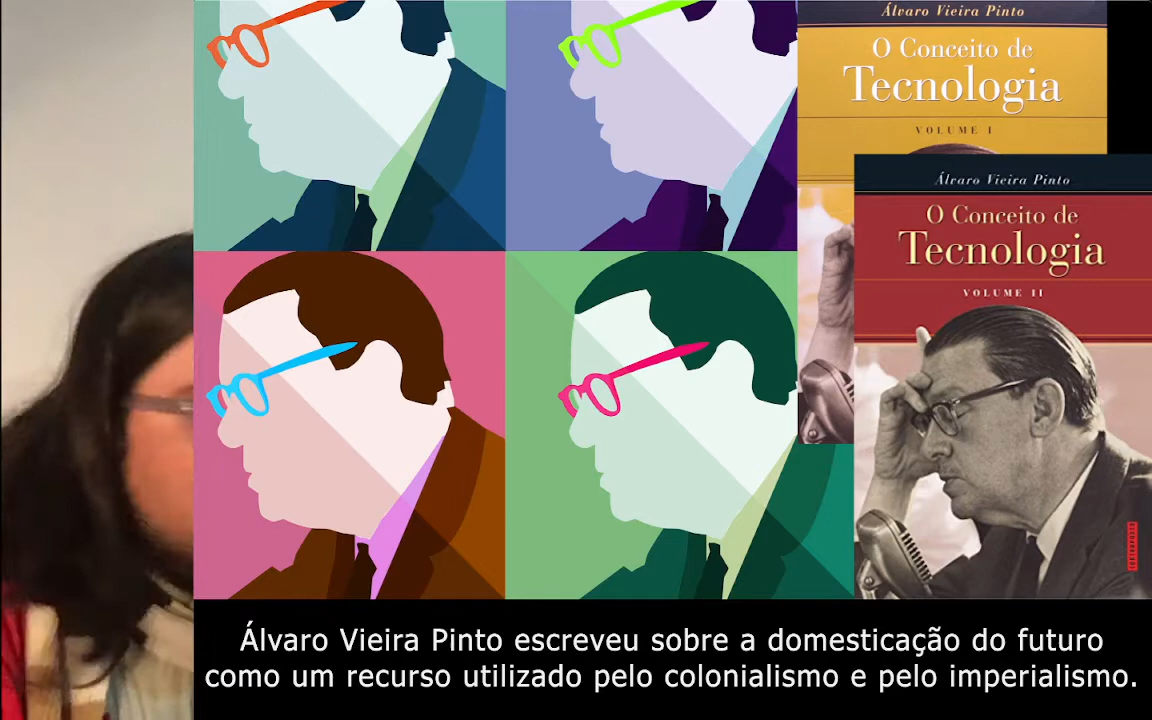 Álvaro Vieira Pinto
O Conceito de
Tecnologia
VOLUME I
Álvaro Vieira Pinto
O Conceito de
Tecnologia
VOLUME II
CONTRAPONTO
Álvaro Vieira Pinto escreveu sobre a domesticação do futuro
como um recurso utilizado pelo colonialismo e pelo imperialismo.